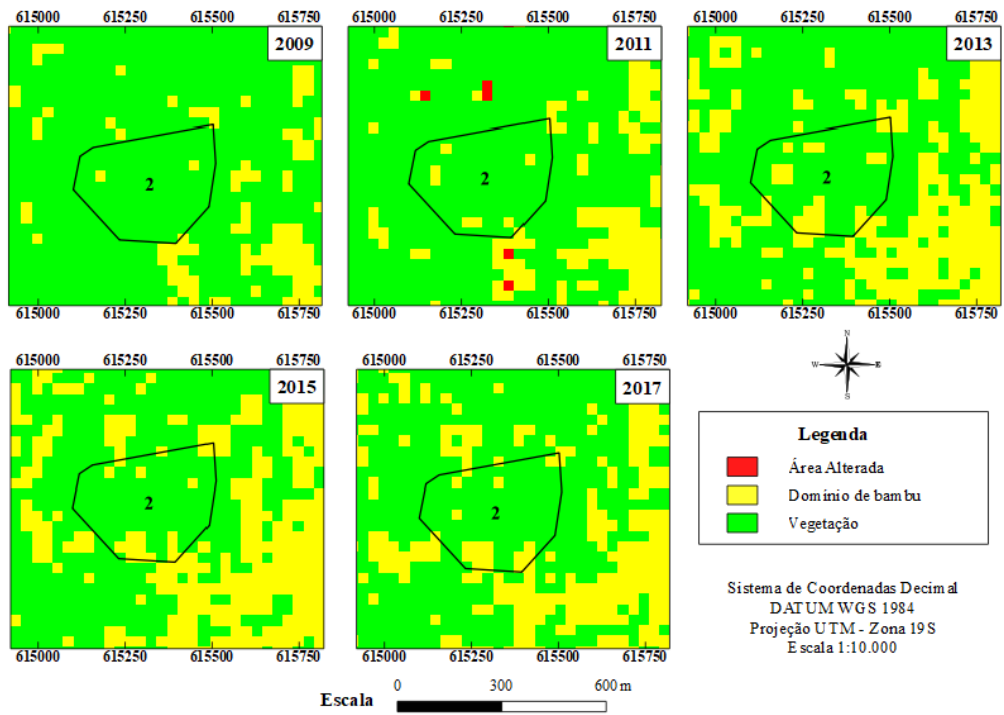 615000 615250 615500 615750
2009
2
615000 615250 615500 615750
615000 615250 615500 615750
2011
2
615000 615250 615500 615750
615000 615250 615500 615750
2013
2
615000 615250 615500 615750
615000 615250 615500 615750
2015
2
615000 615250 615500 615750
615000 615250 615500 615750
2017
2
615000 615250 615500 615750
N
W E
S
Legenda
Área Alterada
Domínio de bambu
Vegetação
Sistema de Coordenadas Decimal
DATUM WGS 1984
Projeção UTM - Zona 19S
Escala 1:10.000
Escala 0 300 600 m